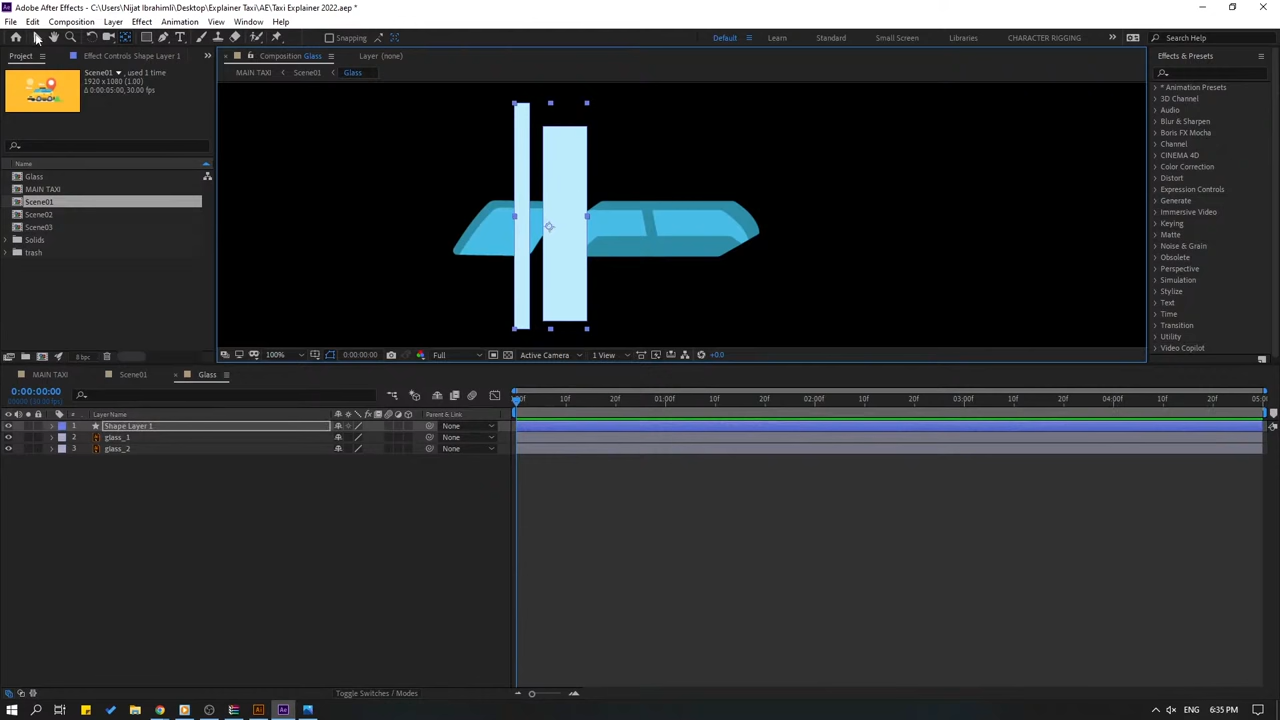 Adobe After Effects - C:\Users\Nijat Ibrahimli\Desktop\Explainer Taxi\AE\Taxi Explainer 2022.aep *
File Edit Composition Layer Effect Animation View Window Help
Snapping
Default Learn Standard Small Screen Libraries CHARACTER RIGGING Search Help
Project Effect Controls Shape Layer 1
Composition Glass Layer (none)
Effects & Presets
Scene01 , used 1 time
1920 x 1080 (1.00)
Δ 0:00:05:00, 30.00 fps
MAIN TAXI Scene01 Glass
Name
Glass
MAIN TAXI
Scene01
Scene02
Scene03
Solids
trash
* Animation Presets
3D Channel
Audio
Blur & Sharpen
Boris FX Mocha
Channel
CINEMA 4D
Color Correction
Distort
Expression Controls
Generate
Immersive Video
Keying
Matte
Noise & Grain
Obsolete
Perspective
Simulation
Stylize
Text
Time
Transition
Utility
Video Copilot
8 bpc
100% 0:00:00:00 Full Active Camera 1 View +0.0
MAIN TAXI Scene01 Glass
0:00:00:00
# Layer Name Parent & Link
1 Shape Layer 1 None
2 glass_1 None
3 glass_2 None
10f 20f 01:00f 10f 20f 02:00f 10f 20f 03:00f 10f 20f 04:00f 10f 20f
Toggle Switches / Modes
6:35 PM